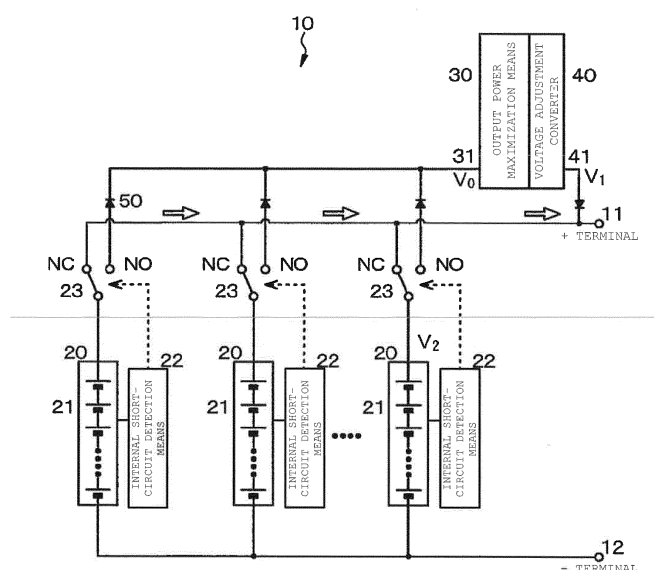 10
30
OUTPUT POWER
MAXIMIZATION MEANS
VOLTAGE ADJUSTMENT
CONVERTER
40
31
V0
41
V1
50
11
+ TERMINAL
NC
NO
23
NC
NO
23
NC
NO
23
V2
20
22
21
INTERNAL SHORT-
CIRCUIT DETECTION
MEANS
20
22
21
INTERNAL SHORT-
CIRCUIT DETECTION
MEANS
20
22
21
INTERNAL SHORT-
CIRCUIT DETECTION
MEANS
12
− TERMINAL